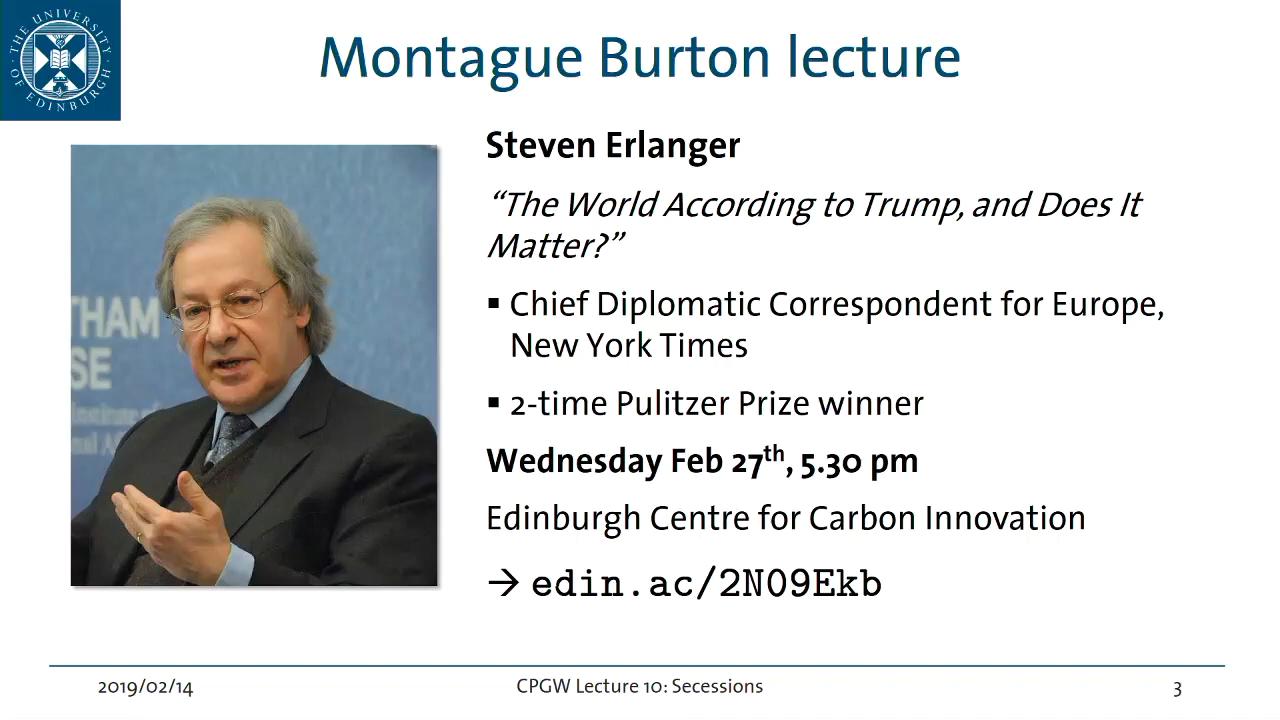 THE UNIVERSITY OF EDINBURGH
Montague Burton lecture
Steven Erlanger
“The World According to Trump, and Does It
Matter?”
▪ Chief Diplomatic Correspondent for Europe,
New York Times
▪ 2-time Pulitzer Prize winner
Wednesday Feb 27th, 5.30 pm
Edinburgh Centre for Carbon Innovation
→ edin.ac/2N09Ekb
THAM
SE
2019/02/14
CPGW Lecture 10: Secessions
3